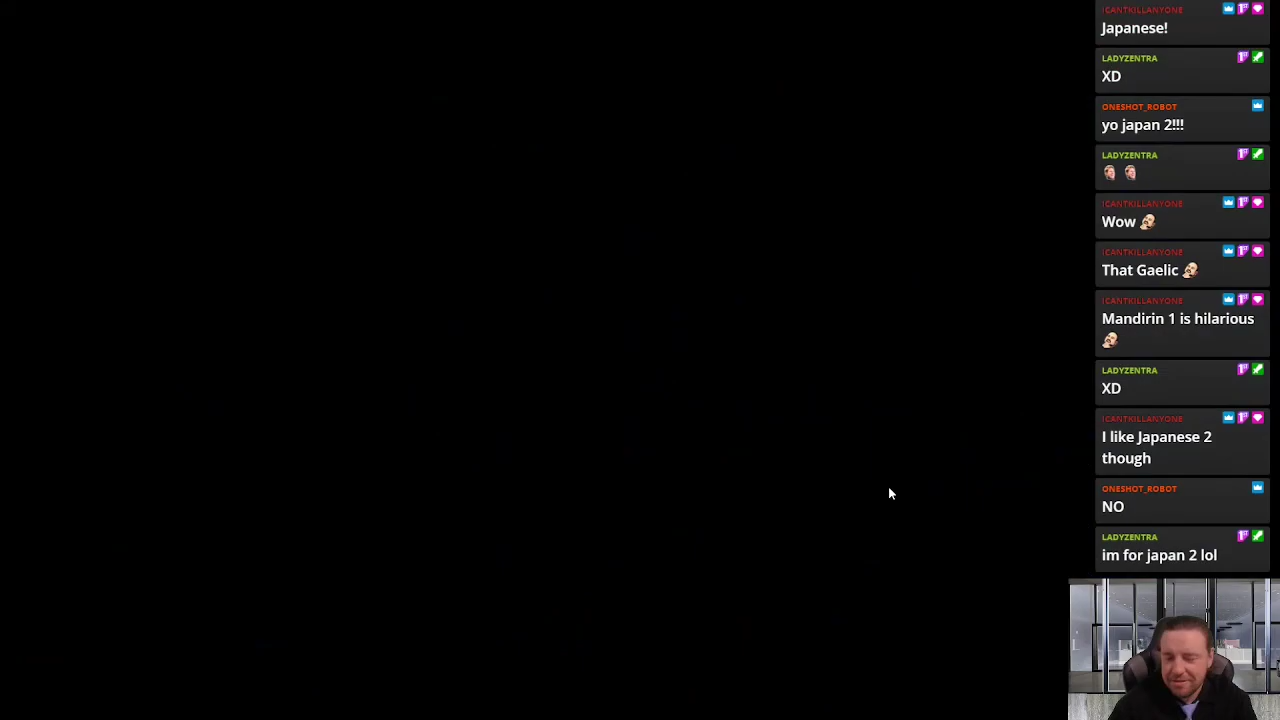 ICANTKILLANYONE
Japanese!
LADYZENTRA
XD
ONESHOT_ROBOT
yo japan 2!!!
LADYZENTRA
ICANTKILLANYONE
Wow
ICANTKILLANYONE
That Gaelic
ICANTKILLANYONE
Mandirin 1 is hilarious
LADYZENTRA
XD
ICANTKILLANYONE
I like Japanese 2
though
ONESHOT_ROBOT
NO
LADYZENTRA
im for japan 2 lol